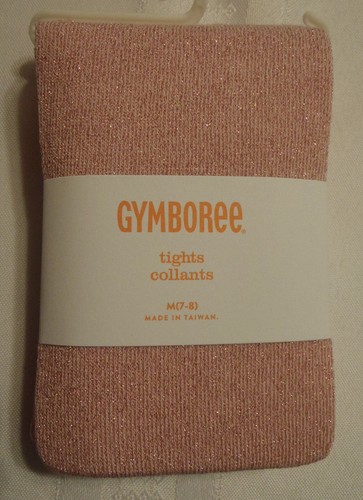 GYMBOREE
tights
collants
M(7-8)
MADE IN TAIWAN.